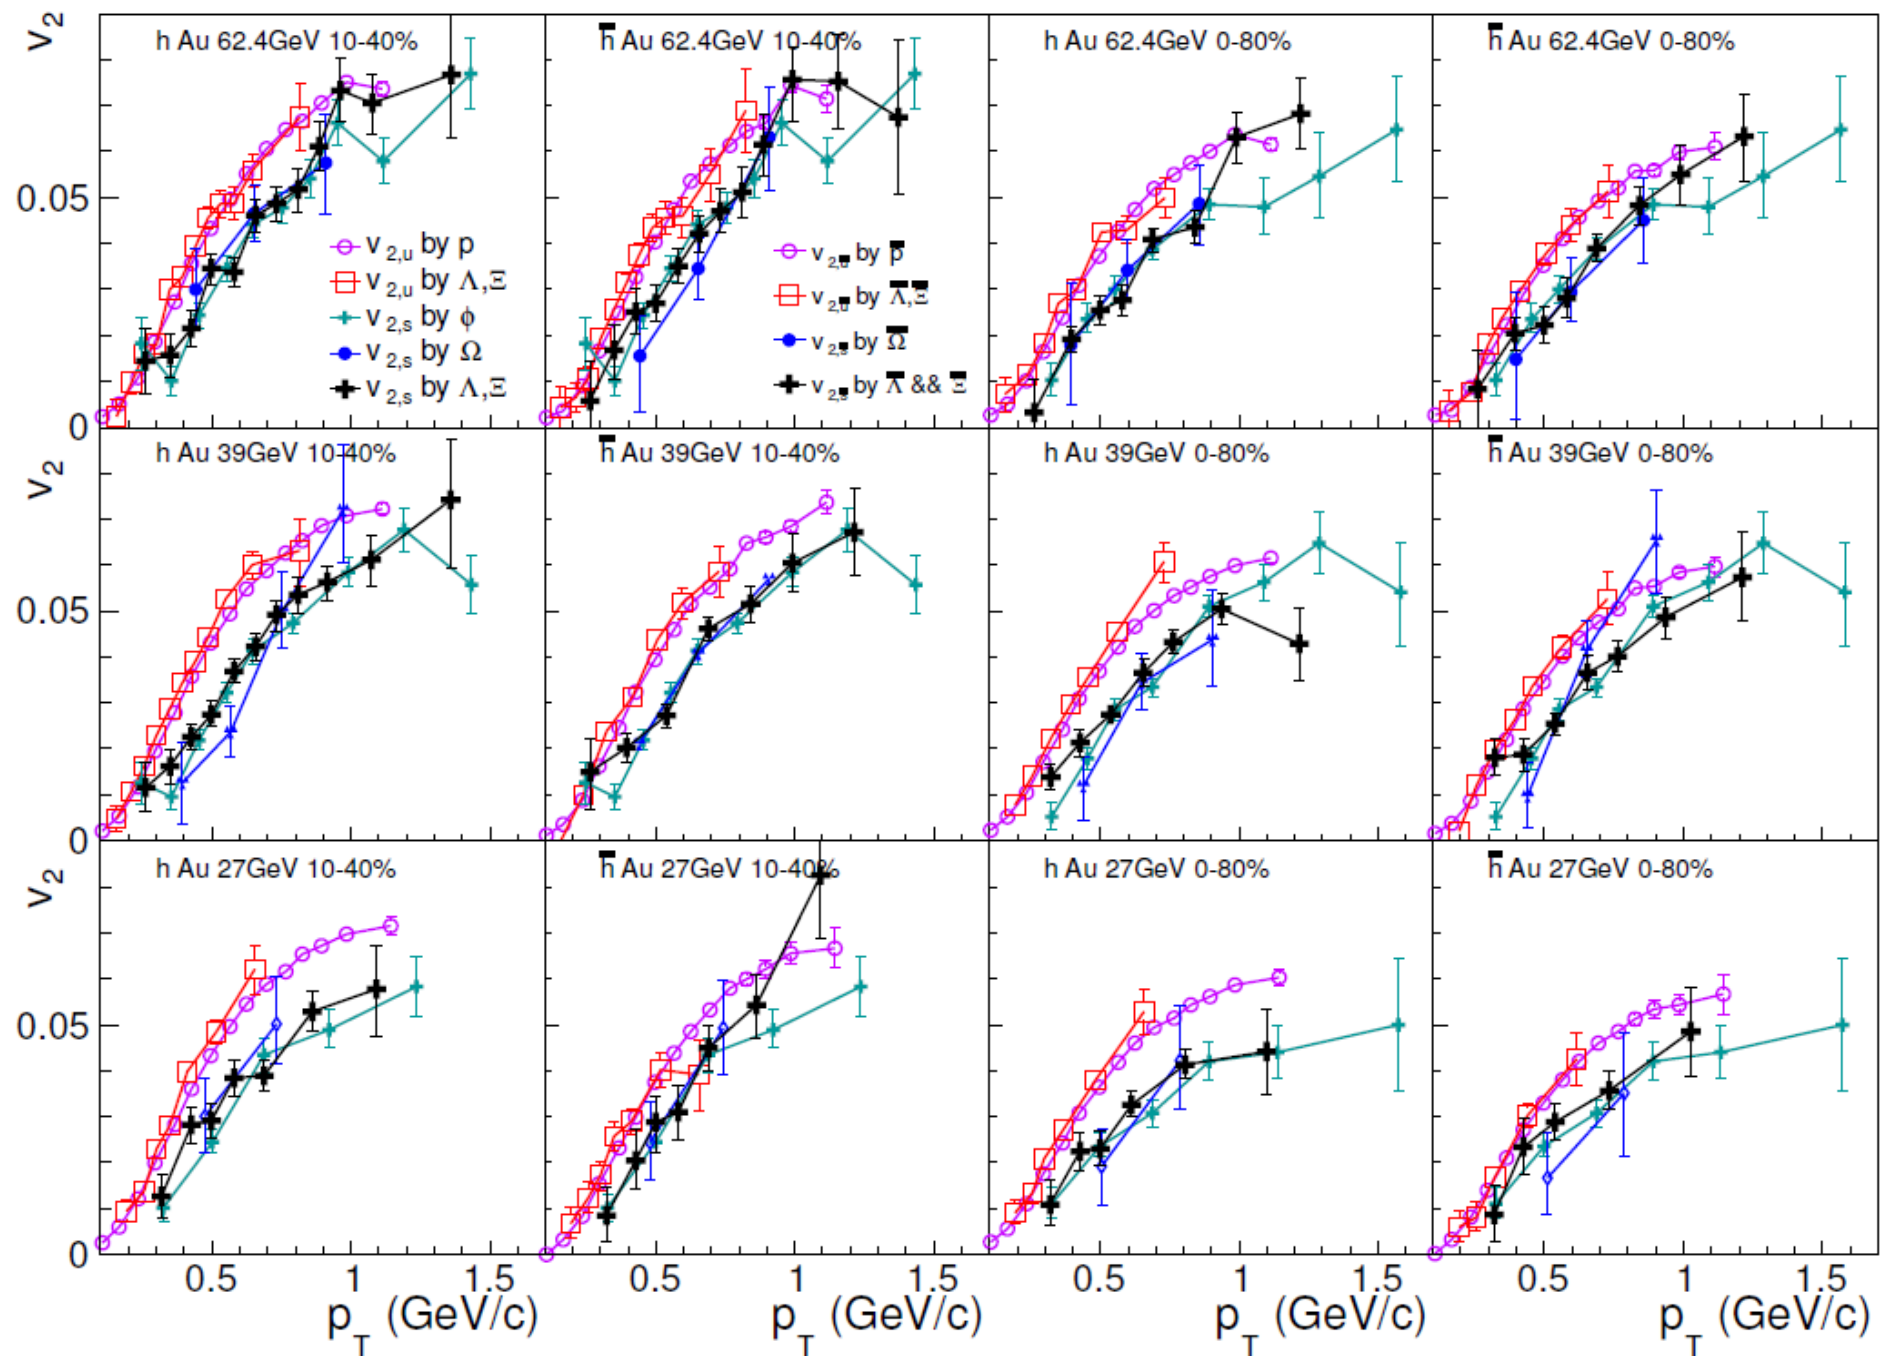 v2
h Au 62.4GeV 10-40%
h̄ Au 62.4GeV 10-40%
h Au 62.4GeV 0-80%
h̄ Au 62.4GeV 0-80%
0.05
0
v2,u by p
v2,u by Λ,Ξ
v2,s by ϕ
v2,s by Ω
v2,s by Λ,Ξ
v2,ū by p̄
v2,ū by Λ̄,Ξ̄
v2,s̄ by Ω̄
v2,s̄ by Λ̄ && Ξ̄
v2
h Au 39GeV 10-40%
h̄ Au 39GeV 10-40%
h Au 39GeV 0-80%
h̄ Au 39GeV 0-80%
0.05
0
v2
h Au 27GeV 10-40%
h̄ Au 27GeV 10-40%
h Au 27GeV 0-80%
h̄ Au 27GeV 0-80%
0.05
0
0.5 1 1.5
0.5 1 1.5
0.5 1 1.5
0.5 1 1.5
pT (GeV/c)
pT (GeV/c)
pT (GeV/c)
pT (GeV/c)